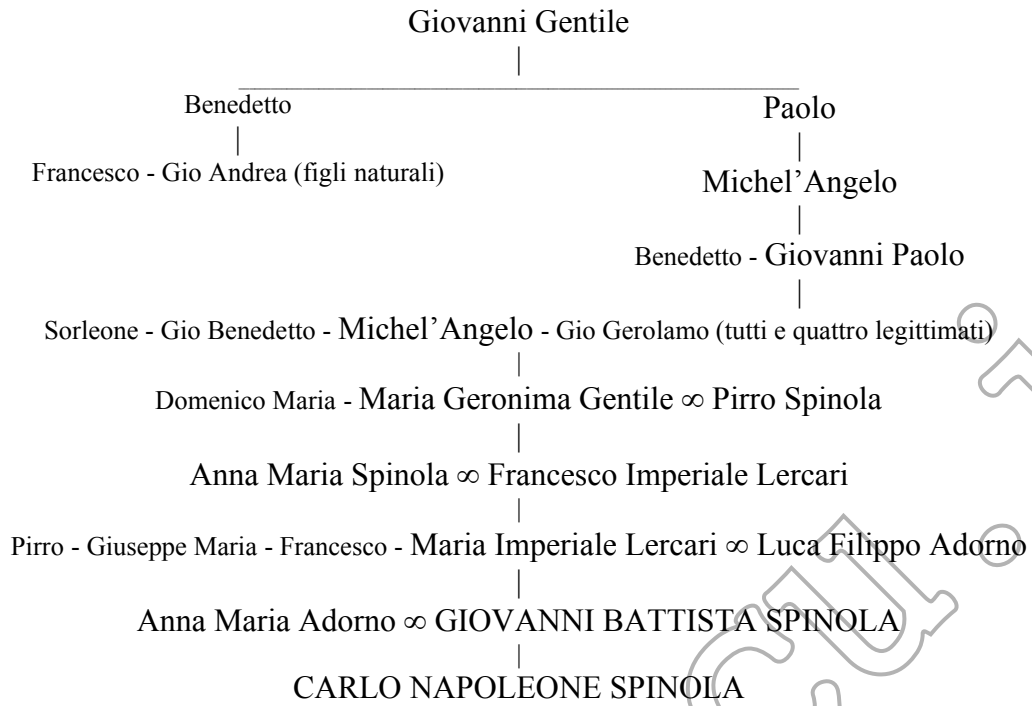 Giovanni Gentile
Benedetto Paolo
Francesco - Gio Andrea (figli naturali) Michel’Angelo
Benedetto - Giovanni Paolo
Sorleone - Gio Benedetto - Michel’Angelo - Gio Gerolamo (tutti e quattro legittimati)
Domenico Maria - Maria Geronima Gentile ∞ Pirro Spinola
Anna Maria Spinola ∞ Francesco Imperiale Lercari
Pirro - Giuseppe Maria - Francesco - Maria Imperiale Lercari ∞ Luca Filippo Adorno
Anna Maria Adorno ∞ GIOVANNI BATTISTA SPINOLA
CARLO NAPOLEONE SPINOLA